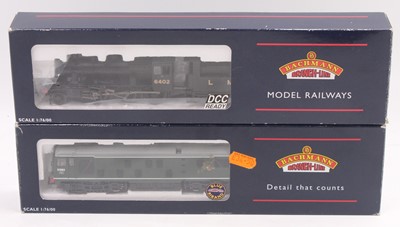 6402
L M
DCC
READY
BACHMANN
BRANCH-LINE
MODEL RAILWAYS
SCALE 1:76/00
BACHMANN
BRANCH-LINE
Detail that counts
SCALE 1:76/00